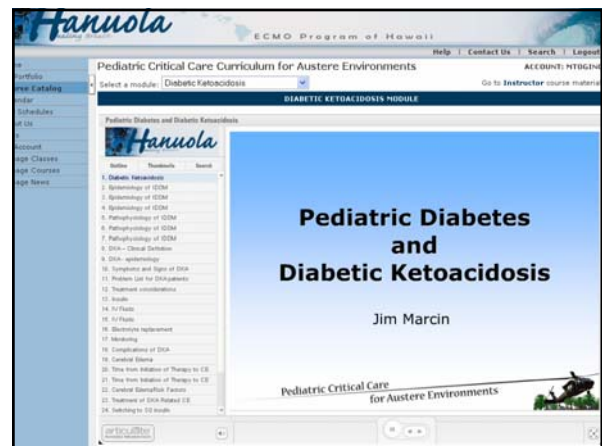 Hanuola
ECMO Program of Hawaii
Help | Contact Us | Search | Logout
Pediatric Critical Care Curriculum for Austere Environments
Select a module: Diabetic Ketoacidosis
Go to Instructor course material
DIABETIC KETOACIDOSIS MODULE
Portfolio
Course Catalog
Schedules
Account
Classes
Courses
News
Pediatric Diabetes and Diabetic Ketoacidosis
Hanuola
Outline Thumbnails Search
1. Diabetic Ketoacidosis
2. Epidemiology of IDDM
3. Epidemiology of IDDM
4. Epidemiology of IDDM
5. Pathophysiology of IDDM
6. Pathophysiology of IDDM
7. Pathophysiology of IDDM
8. DKA - Clinical Definition
9. DKA - epidemiology
10. Symptoms and Signs of DKA
11. Problem List for DKA patients
12. Treatment considerations
13. Insulin
14. IV Fluids
15. IV Fluids
16. Electrolyte replacement
17. Monitoring
18. Complications of DKA
19. Cerebral Edema
20. Time from Initiation of Therapy to CE
21. Time from Initiation of Therapy to CE
22. Cerebral Edema Risk Factors
23. Treatment of DKA Related CE
24. Switching to SQ insulin
Pediatric Diabetes
and
Diabetic Ketoacidosis
Jim Marcin
Pediatric Critical Care
for Austere Environments
articulate